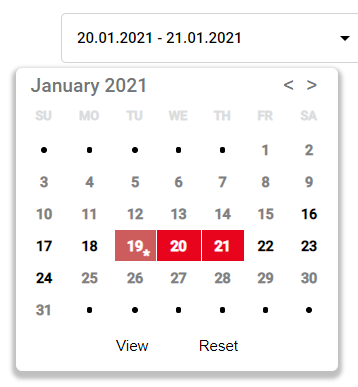 20.01.2021 - 21.01.2021
January 2021 < >
SU MO TU WE TH FR SA
• • • • • 1 2
3 4 5 6 7 8 9
10 11 12 13 14 15 16
17 18 19* 20 21 22 23
24 25 26 27 28 29 30
31 • • • • • •
View Reset